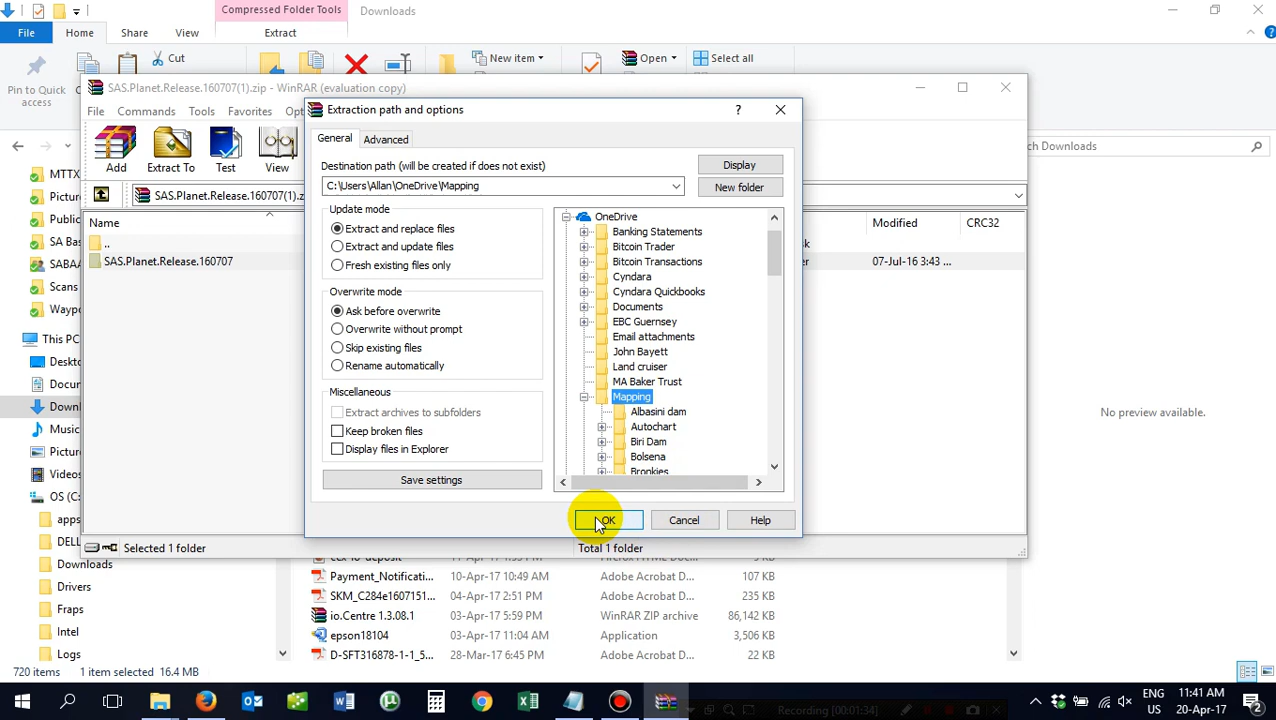 Compressed Folder Tools
Downloads
File
Home
Share
View
Extract
Pin to Quick access
Cut
New item
Open
Select all
SAS.Planet.Release.160707(1).zip - WinRAR (evaluation copy)
File
Commands
Tools
Favorites
Add
Extract To
Test
View
SAS.Planet.Release.160707(1).z
Search Downloads
Name
Modified
CRC32
..
SAS.Planet.Release.160707
07-Jul-16 3:43 ...
Extraction path and options
?
General
Advanced
Destination path (will be created if does not exist)
C:\Users\Allan\OneDrive\Mapping
Display
New folder
Update mode
Extract and replace files
Extract and update files
Fresh existing files only
Overwrite mode
Ask before overwrite
Overwrite without prompt
Skip existing files
Rename automatically
Miscellaneous
Extract archives to subfolders
Keep broken files
Display files in Explorer
Save settings
OneDrive
Banking Statements
Bitcoin Trader
Bitcoin Transactions
Cyndara
Cyndara Quickbooks
Documents
EBC Guernsey
Email attachments
John Bayett
Land cruiser
MA Baker Trust
Mapping
Albasini dam
Autochart
Biri Dam
Bolsena
Bronkies
OK
Cancel
Help
Selected 1 folder
Total 1 folder
MTTX
Public
SA Bas
SABAA
Scans
This PC
Music
Videos
OS (C:
apps
DELL
Downloads
Drivers
Fraps
Intel
Logs
No preview available.
Payment_Notificati... 10-Apr-17 10:49 AM Adobe Acrobat D... 107 KB
SKM_C284e1607151... 04-Apr-17 2:51 PM Adobe Acrobat D... 235 KB
io.Centre 1.3.08.1 03-Apr-17 5:59 PM WinRAR ZIP archive 86,142 KB
epson18104 03-Apr-17 11:04 AM Application 3,506 KB
D-SFT316878-1-1_5... 28-Mar-17 6:45 PM Adobe Acrobat D... 22 KB
720 items 1 item selected 16.4 MB
Recording [00:01:34]
ENG
US
11:41 AM
20-Apr-17
2